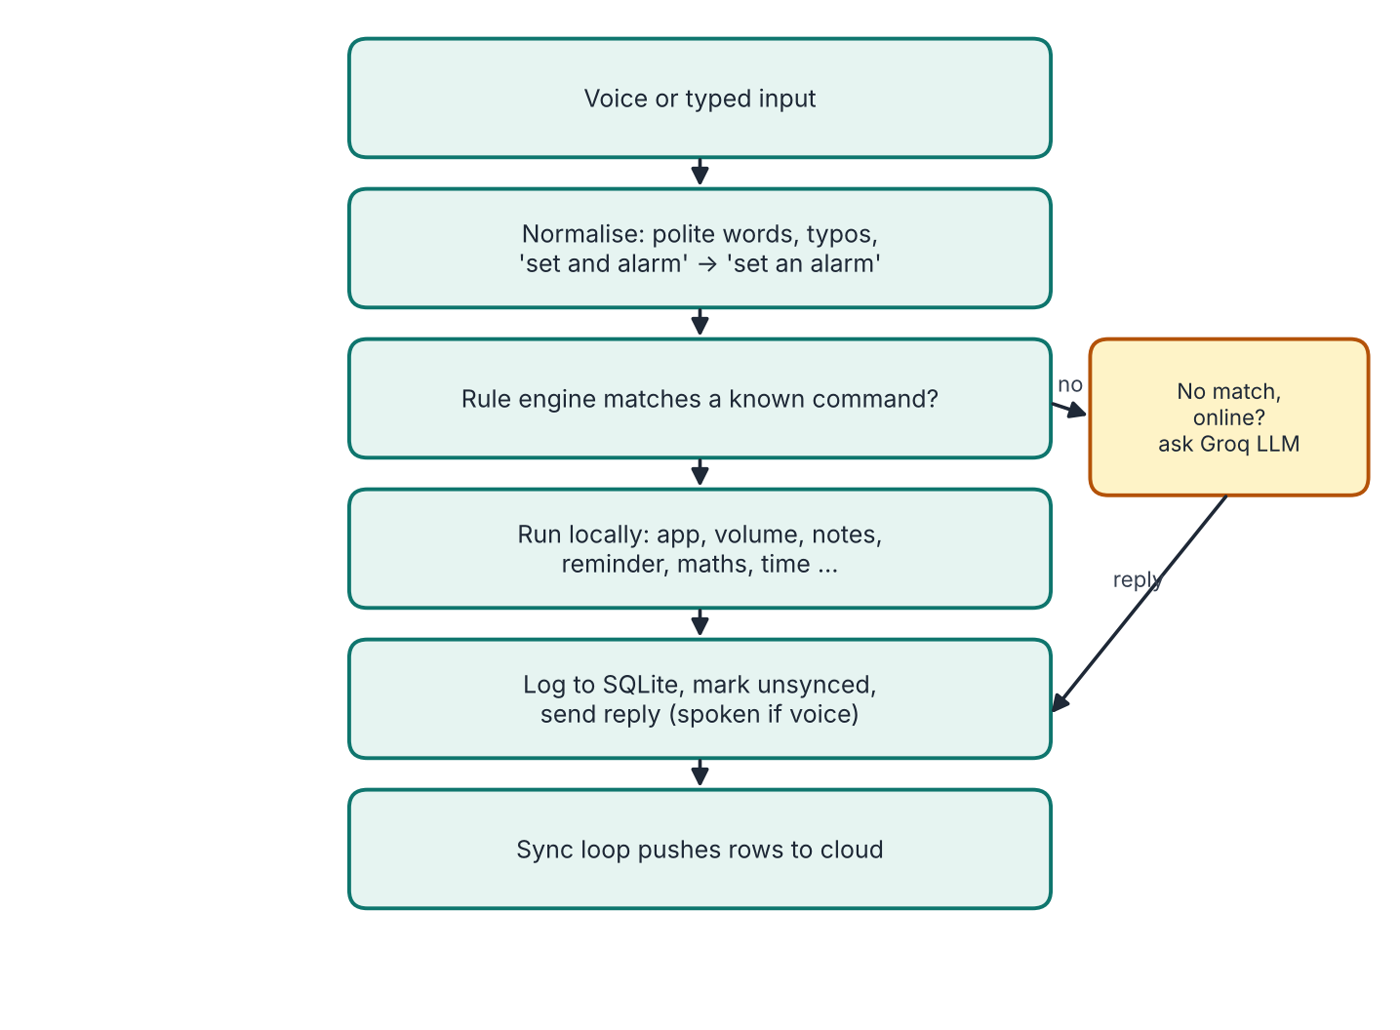 Voice or typed input
Normalise: polite words, typos,
'set and alarm' → 'set an alarm'
Rule engine matches a known command?
no
No match,
online?
ask Groq LLM
Run locally: app, volume, notes,
reminder, maths, time ...
reply
Log to SQLite, mark unsynced,
send reply (spoken if voice)
Sync loop pushes rows to cloud